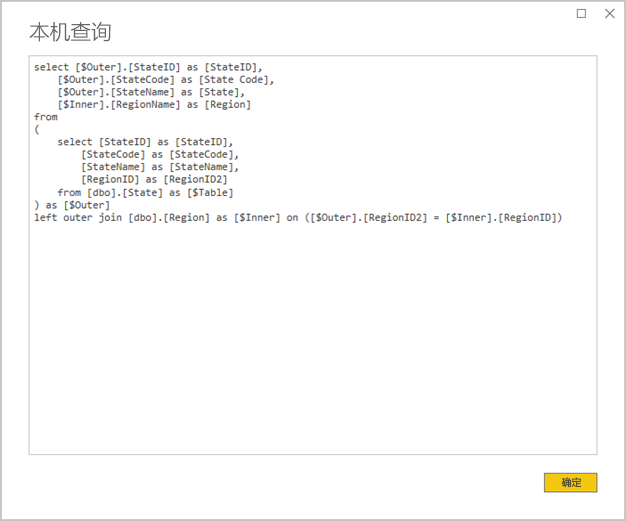 本机查询
select [$Outer].[StateID] as [StateID],
    [$Outer].[StateCode] as [State Code],
    [$Outer].[StateName] as [State],
    [$Inner].[RegionName] as [Region]
from
(
    select [StateID] as [StateID],
        [StateCode] as [StateCode],
        [StateName] as [StateName],
        [RegionID] as [RegionID2]
    from [dbo].[State] as [$Table]
) as [$Outer]
left outer join [dbo].[Region] as [$Inner] on ([$Outer].[RegionID2] = [$Inner].[RegionID])
确定